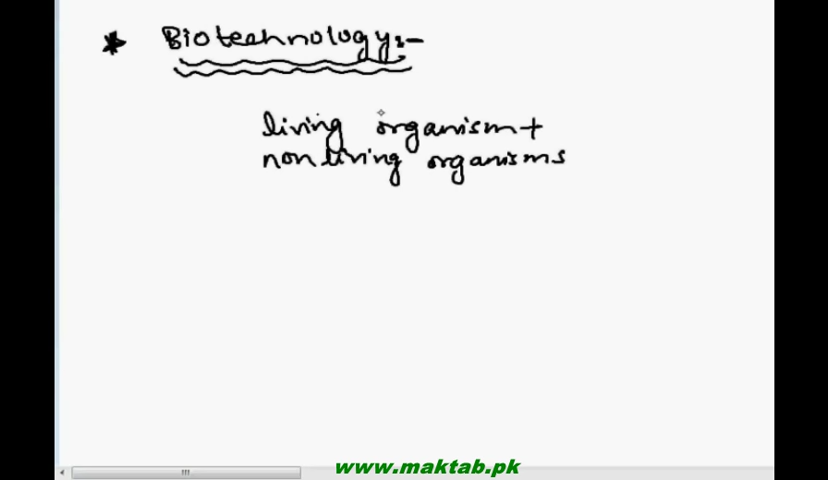 * Biotechnology:-
living organism +
non living organisms
www.maktab.pk